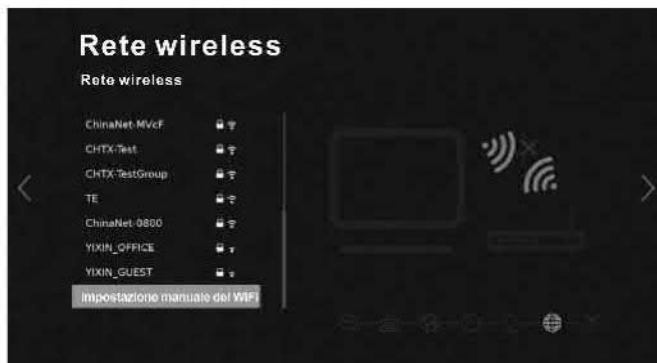 Rete wireless
Rete wireless
ChinaNet-MVcF
CHTX-Test
CHTX-TestGroup
TE
ChinaNet-0800
YIXIN_OFFICE
YIXIN_GUEST
Impostazione manuale del WIFI